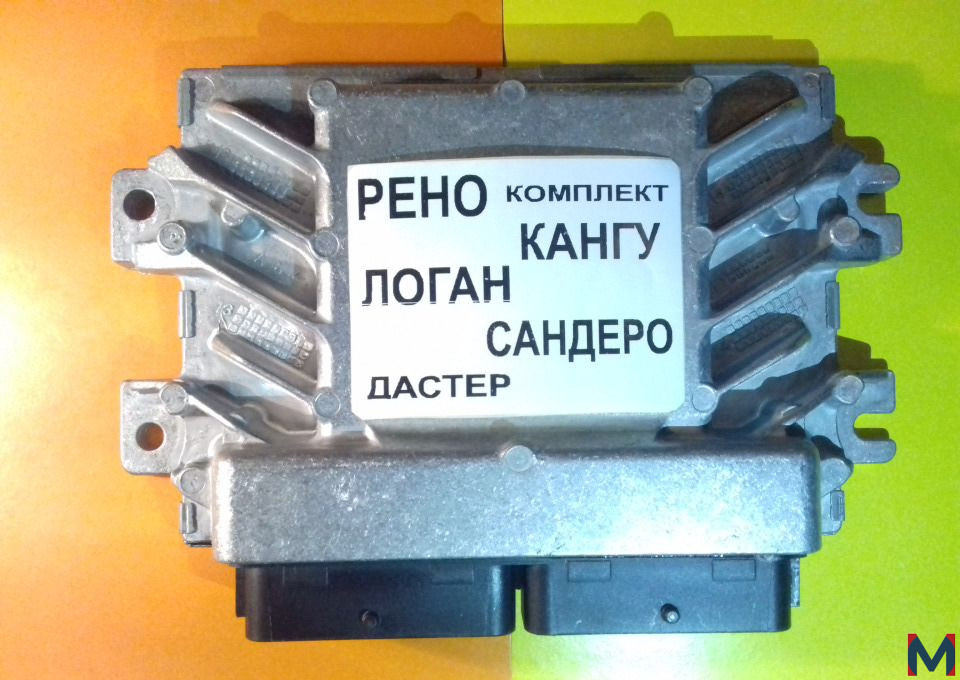 РЕНО КОМПЛЕКТ
КАНГУ
ЛОГАН
САНДЕРО
ДАСТЕР
M